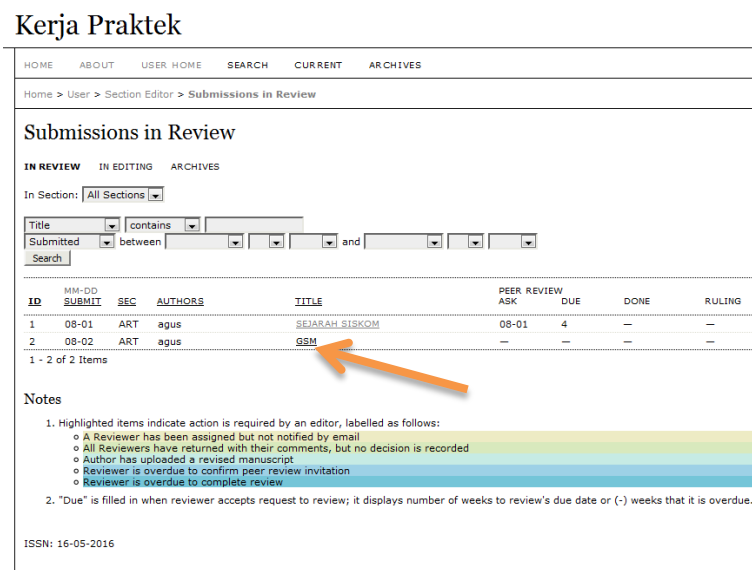 Kerja Praktek
HOME ABOUT USER HOME SEARCH CURRENT ARCHIVES
Home > User > Section Editor > Submissions in Review
Submissions in Review
IN REVIEW IN EDITING ARCHIVES
In Section: All Sections
Title contains
Submitted between and
Search
MM-DD PEER REVIEW
ID SUBMIT SEC AUTHORS TITLE ASK DUE DONE RULING
1 08-01 ART agus SEJARAH SISKOM 08-01 4 — —
2 08-02 ART agus GSM — — — —
1 - 2 of 2 Items
Notes
1. Highlighted items indicate action is required by an editor, labelled as follows:
A Reviewer has been assigned but not notified by email
All Reviewers have returned with their comments, but no decision is recorded
Author has uploaded a revised manuscript
Reviewer is overdue to confirm peer review invitation
Reviewer is overdue to complete review
2. "Due" is filled in when reviewer accepts request to review; it displays number of weeks to review's due date or (-) weeks that it is overdue.
ISSN: 16-05-2016